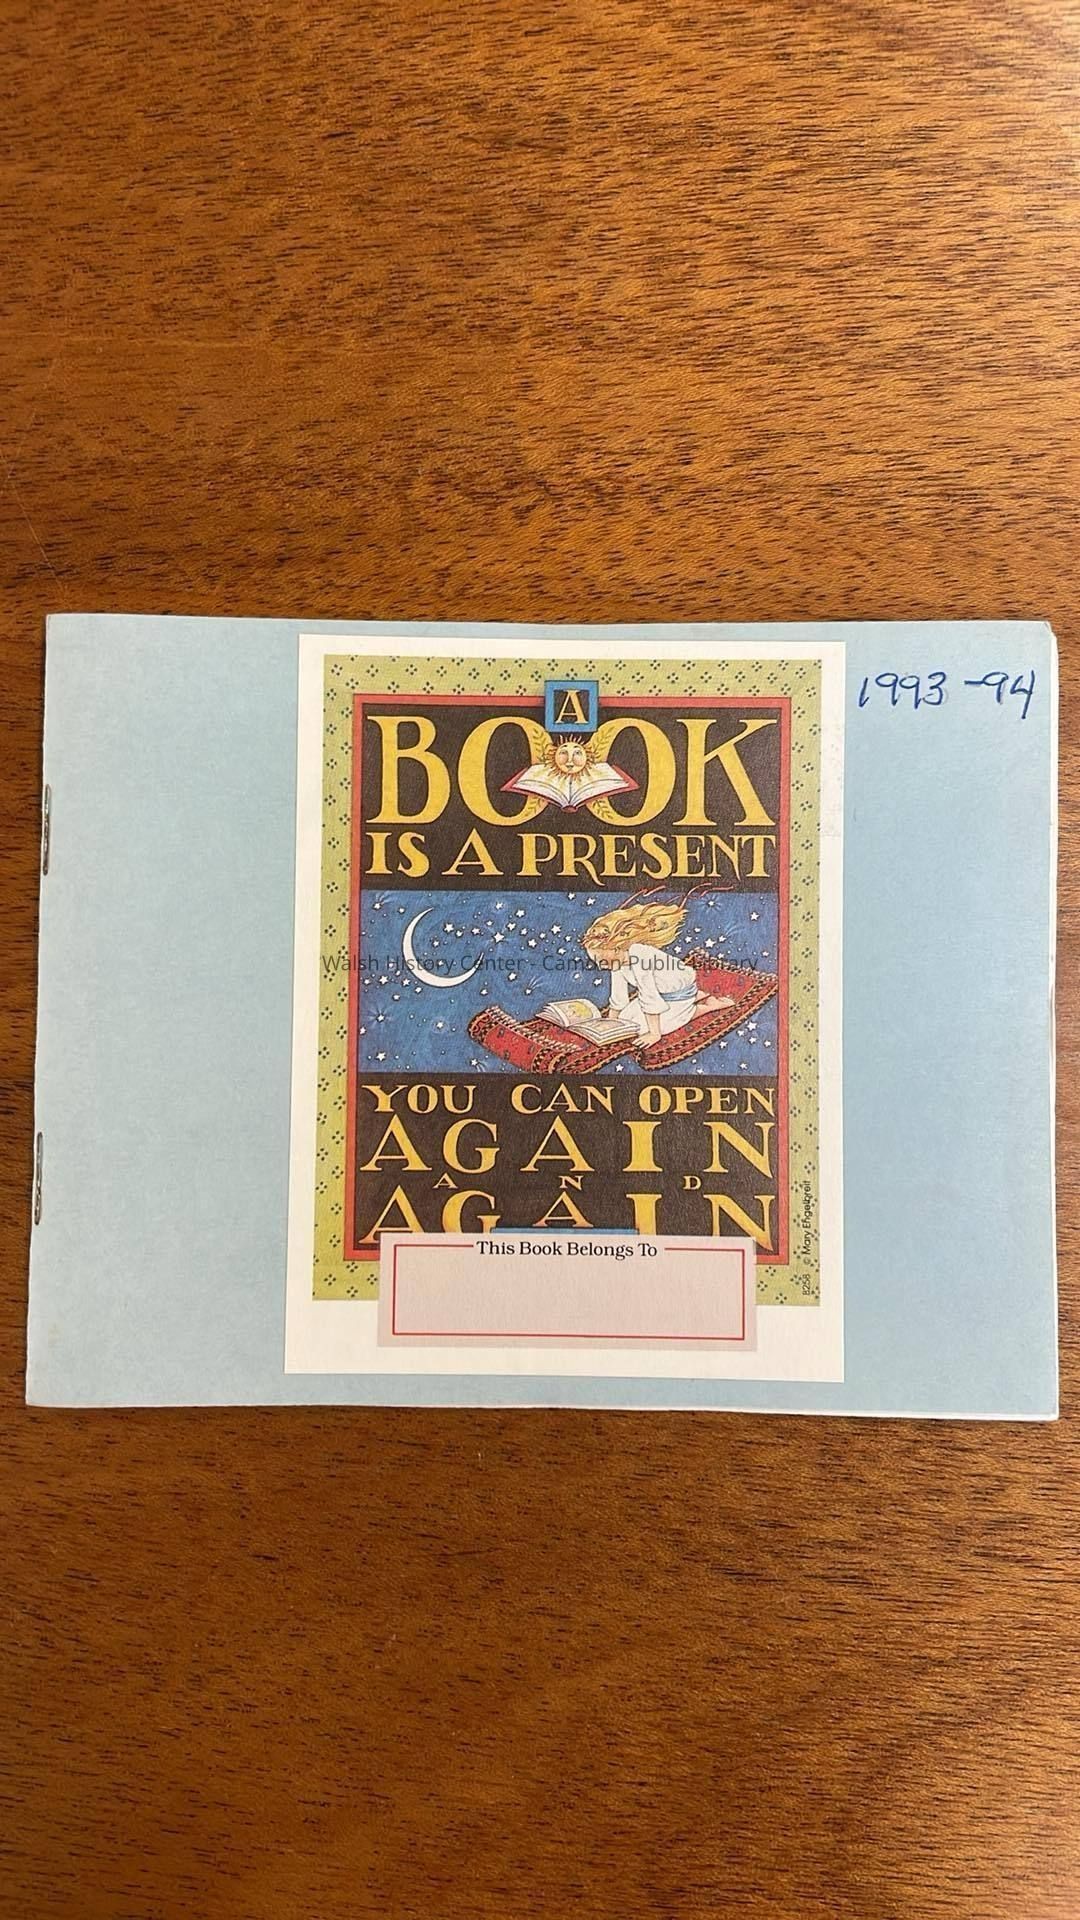 1993-94
A
BOOK
IS A PRESENT
Walsh History Center - Camden Public Library
YOU CAN OPEN
AGAIN
AND
AGAIN
This Book Belongs To
8258 © Mary Engelbreit